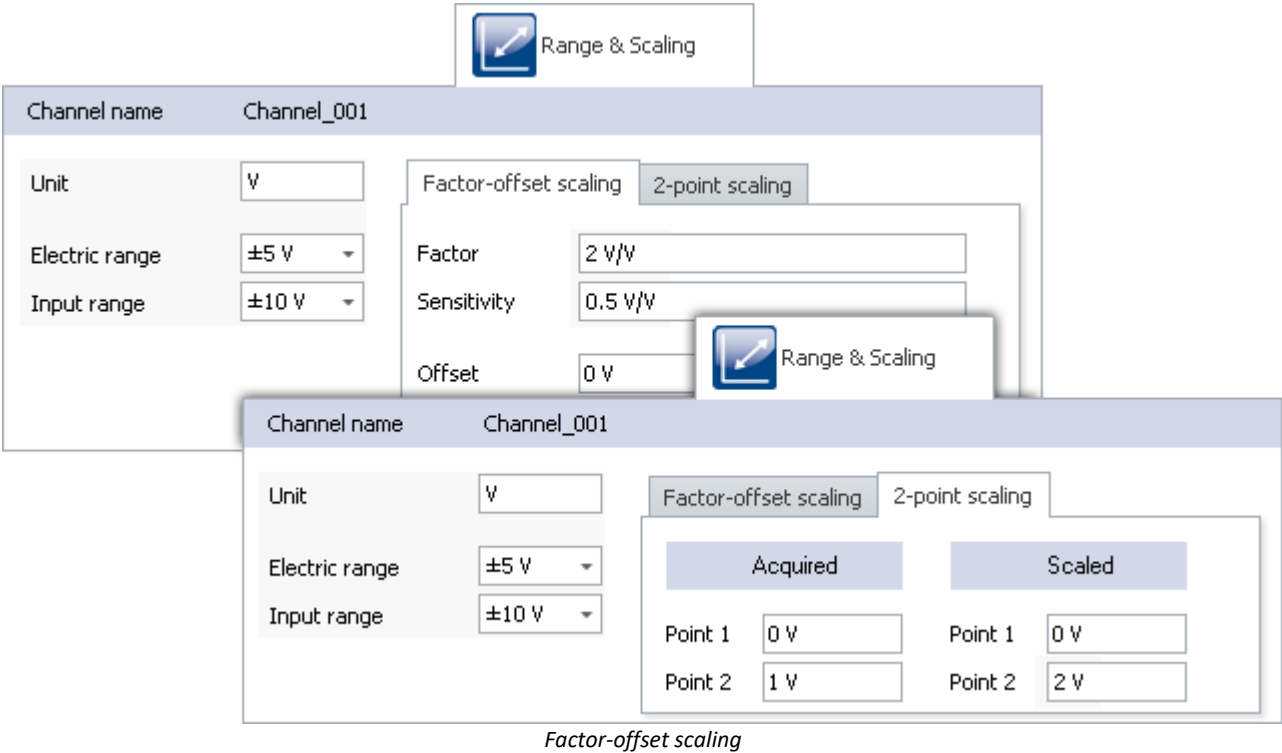 Range & Scaling
Channel name Channel_001
Unit V
Factor-offset scaling 2-point scaling
Electric range ±5 V
Factor 2 V/V
Input range ±10 V
Sensitivity 0.5 V/V
Offset 0 V
Range & Scaling
Channel name Channel_001
Unit V
Factor-offset scaling 2-point scaling
Electric range ±5 V
Acquired Scaled
Input range ±10 V
Point 1 0 V Point 1 0 V
Point 2 1 V Point 2 2 V
Factor-offset scaling